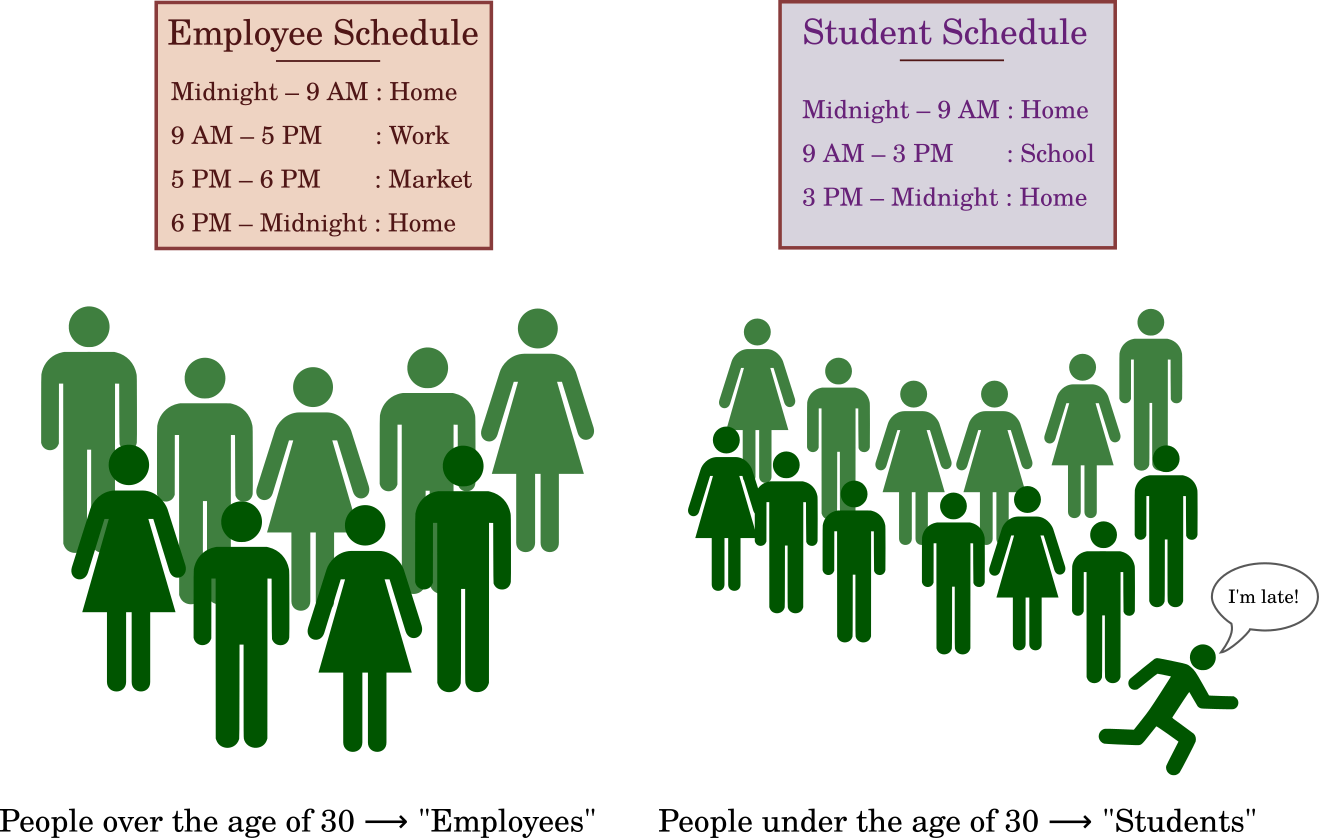 Employee Schedule
Midnight – 9 AM : Home
9 AM – 5 PM : Work
5 PM – 6 PM : Market
6 PM – Midnight : Home
Student Schedule
Midnight – 9 AM : Home
9 AM – 3 PM : School
3 PM – Midnight : Home
I'm late!
People over the age of 30 ⟶ "Employees"
People under the age of 30 ⟶ "Students"